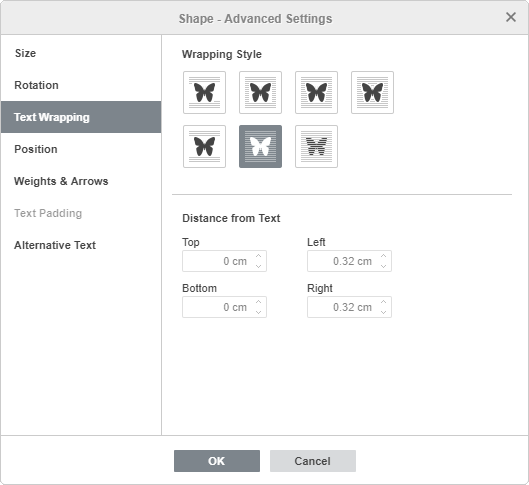 Shape - Advanced Settings
Size
Rotation
Text Wrapping
Position
Weights & Arrows
Text Padding
Alternative Text
Wrapping Style
Distance from Text
Top
Left
0 cm
0.32 cm
Bottom
Right
0 cm
0.32 cm
OK
Cancel